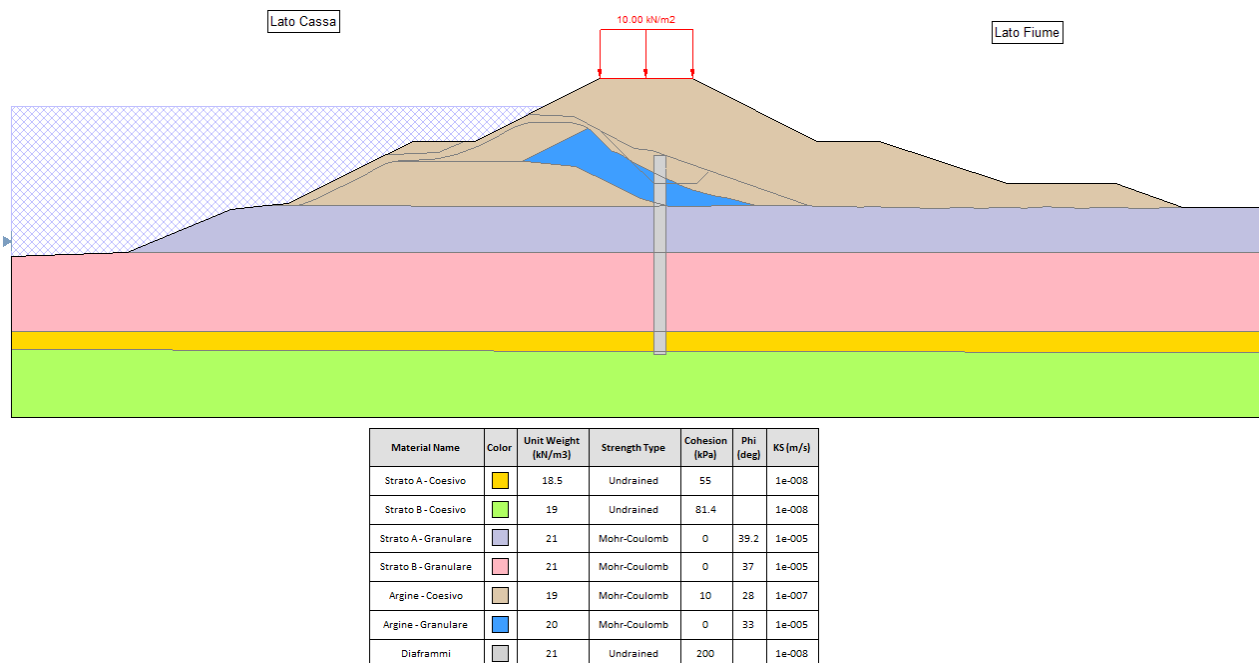 Lato Cassa
10.00 kN/m2
Lato Fiume
Material Name Color Unit Weight (kN/m3) Strength Type Cohesion (kPa) Phi (deg) KS (m/s)
Strato A - Coesivo 18.5 Undrained 55 1e-008
Strato B - Coesivo 19 Undrained 81.4 1e-008
Strato A - Granulare 21 Mohr-Coulomb 0 39.2 1e-005
Strato B - Granulare 21 Mohr-Coulomb 0 37 1e-005
Argine - Coesivo 19 Mohr-Coulomb 10 28 1e-007
Argine - Granulare 20 Mohr-Coulomb 0 33 1e-005
Diaframmi 21 Undrained 200 1e-008